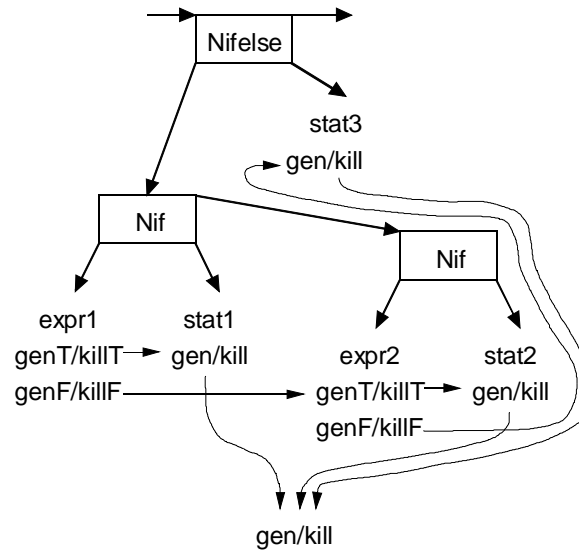 Nifelse
stat3
gen/kill
Nif
Nif
expr1
stat1
genT/killT
gen/kill
genF/killF
expr2
stat2
genT/killT
gen/kill
genF/killF
gen/kill